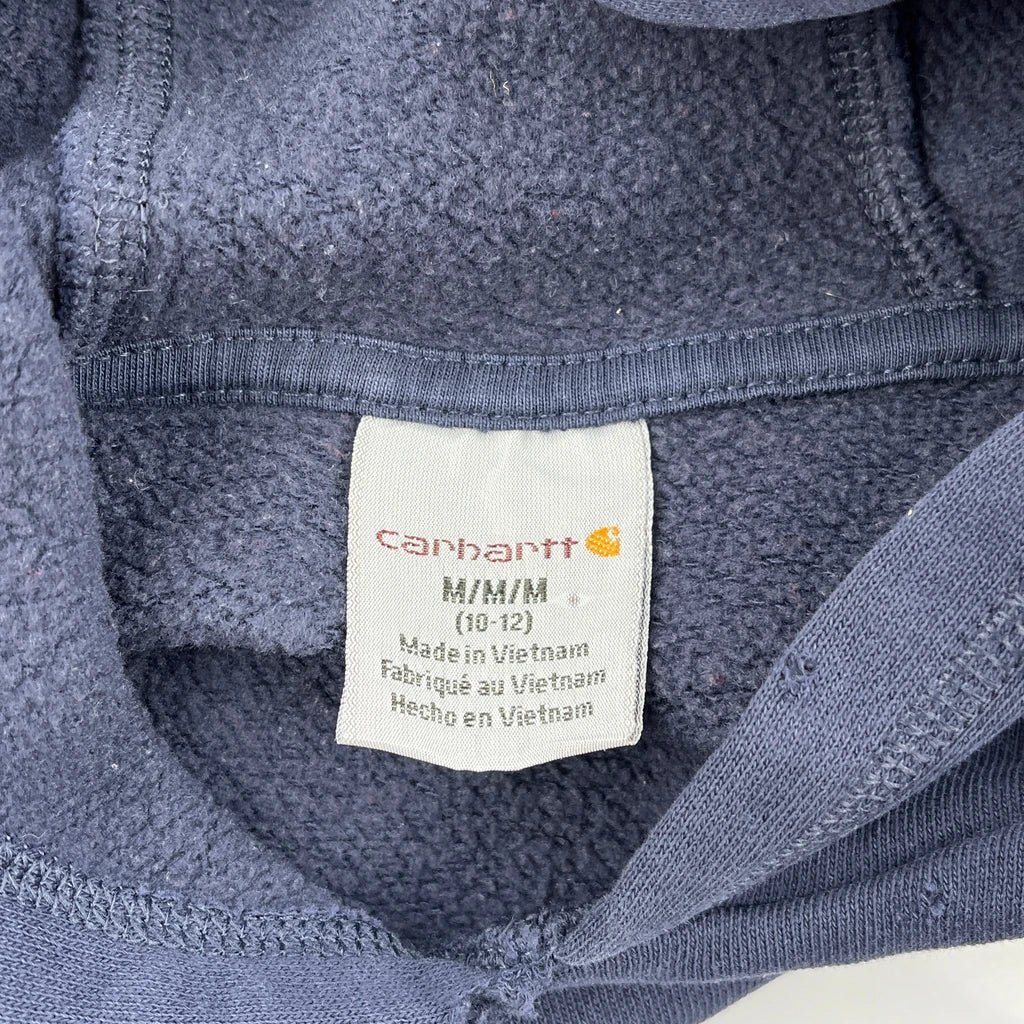 carhartt
M/M/M
(10-12)
Made in Vietnam
Fabriqué au Vietnam
Hecho en Vietnam